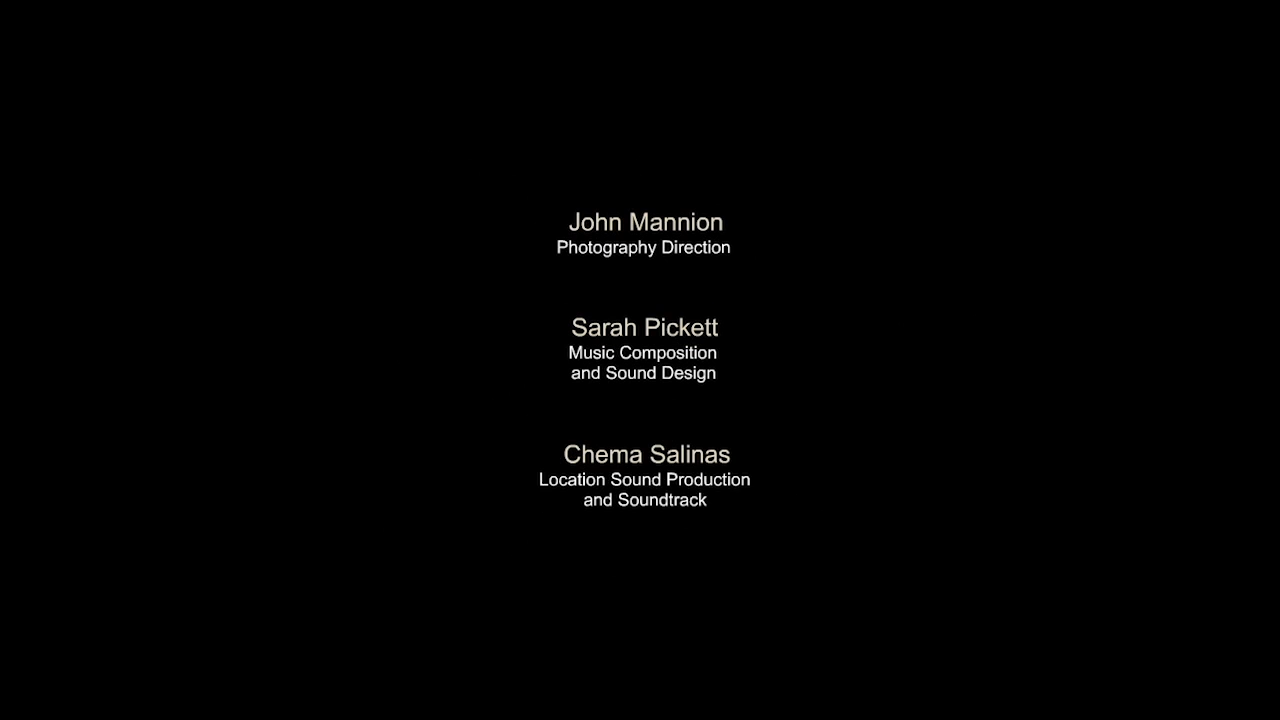 John Mannion
Photography Direction
Sarah Pickett
Music Composition
and Sound Design
Chema Salinas
Location Sound Production
and Soundtrack